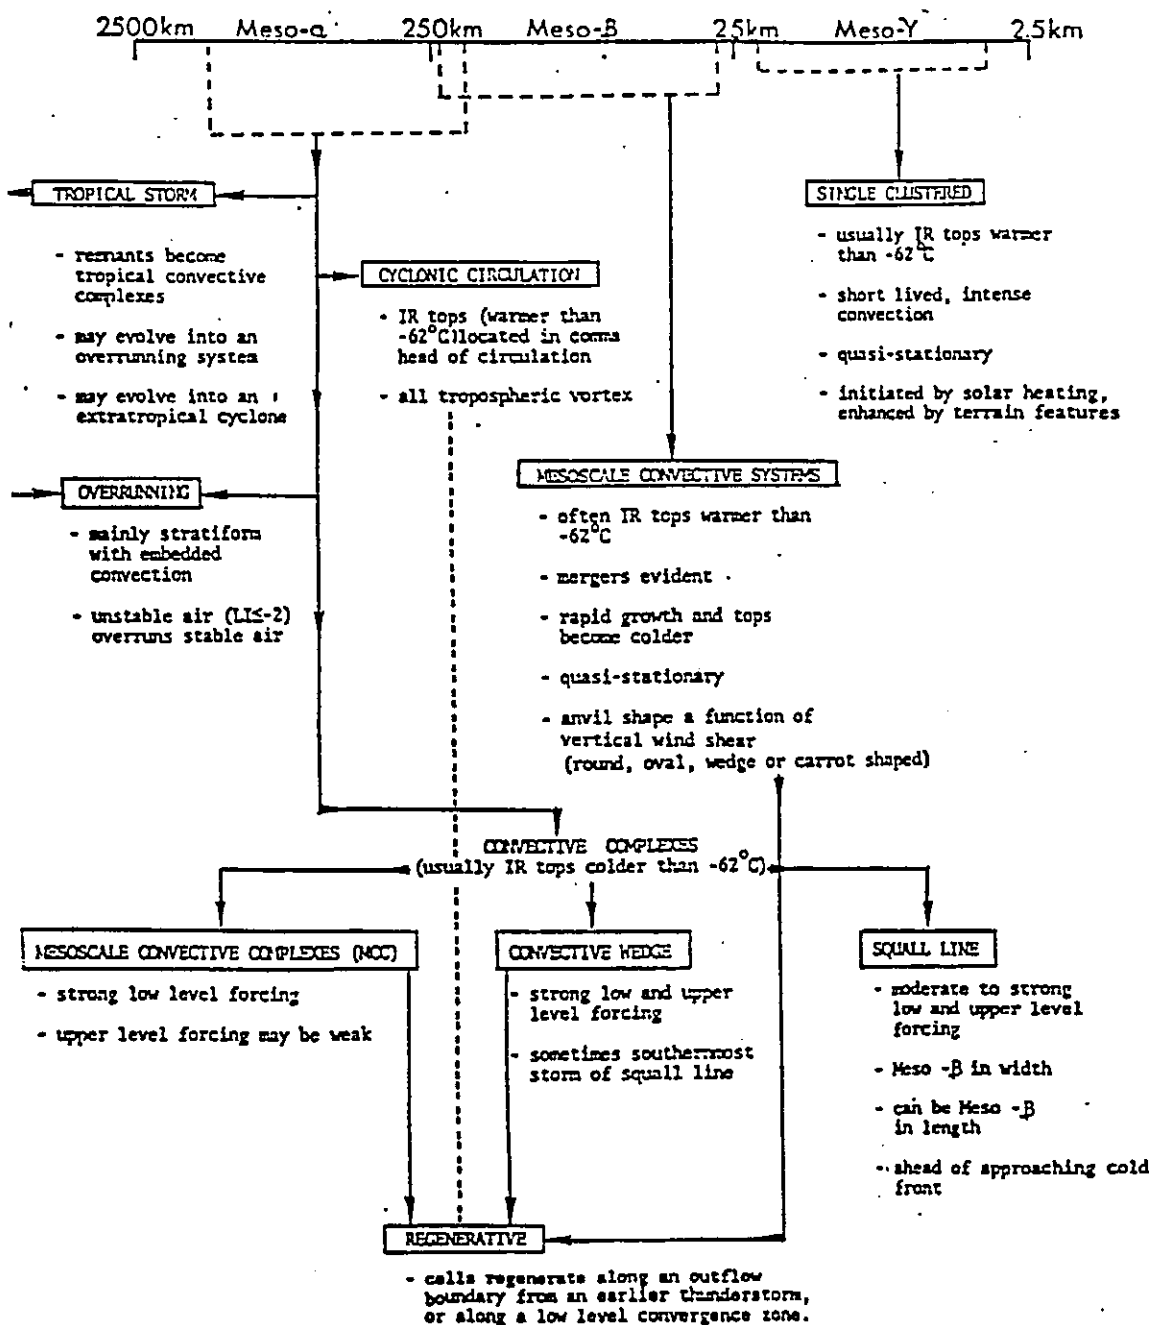 2500km Meso-α 250km Meso-β 25km Meso-γ 2.5km
TROPICAL STORM
- remnants become
tropical convective
complexes
- may evolve into an
overrunning system
- may evolve into an
extratropical cyclone
CYCLONIC CIRCULATION
- IR tops (warmer than
-62°C)located in comma
head of circulation
- all tropospheric vortex
SINGLE CLUSTERED
- usually IR tops warmer
than -62°C
- short lived, intense
convection
- quasi-stationary
- initiated by solar heating,
enhanced by terrain features
OVERRUNNING
- mainly stratiform
with embedded
convection
- unstable air (LI≤-2)
overruns stable air
MESOSCALE CONVECTIVE SYSTEMS
- often IR tops warmer than
-62°C
- mergers evident
- rapid growth and tops
become colder
- quasi-stationary
- anvil shape a function of
vertical wind shear
(round, oval, wedge or carrot shaped)
CONVECTIVE COMPLEXES
(usually IR tops colder than -62°C)
MESOSCALE CONVECTIVE COMPLEXES (MCC)
- strong low level forcing
- upper level forcing may be weak
CONVECTIVE WEDGE
- strong low and upper
level forcing
- sometimes southernmost
storm of squall line
SQUALL LINE
- moderate to strong
low and upper level
forcing
- Meso -β in width
- can be Meso -β
in length
- ahead of approaching cold
front
REGENERATIVE
- cells regenerate along an outflow
boundary from an earlier thunderstorm,
or along a low level convergence zone.